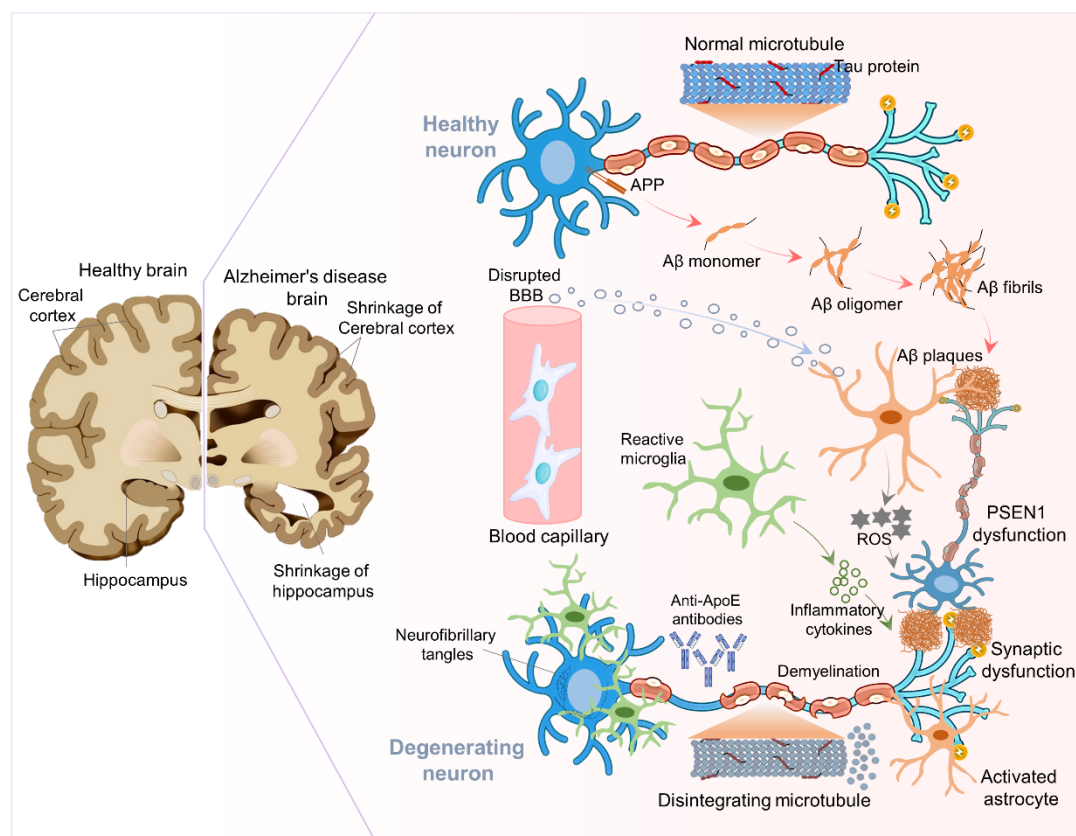 Healthy brain
Cerebral
cortex
Alzheimer's disease
brain
Shrinkage of
Cerebral cortex
Hippocampus
Shrinkage of
hippocampus
Normal microtubule
Tau protein
Healthy
neuron
APP
Aβ monomer
Aβ oligomer
Aβ fibrils
Disrupted
BBB
Aβ plaques
Reactive
microglia
Blood capillary
ROS
PSEN1
dysfunction
Inflammatory
cytokines
Anti-ApoE
antibodies
Neurofibrillary
tangles
Synaptic
dysfunction
Demyelination
Degenerating
neuron
Disintegrating microtubule
Activated
astrocyte